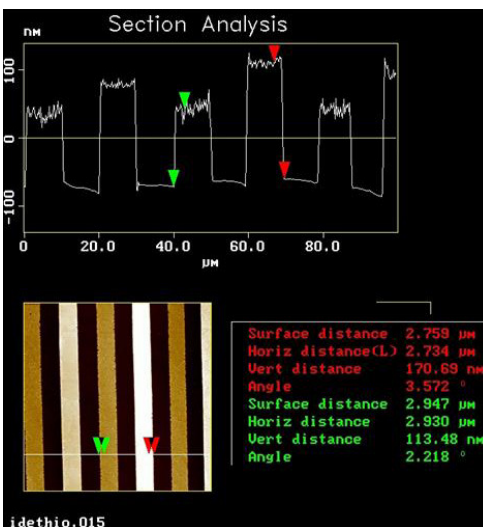 Section Analysis
nM
100
0
-100
0 20.0 40.0 60.0 80.0
µM
Surface distance 2.759 µm
Horiz distance(L) 2.734 µm
Vert distance 170.69 nm
Angle 3.572 °
Surface distance 2.947 µm
Horiz distance 2.930 µm
Vert distance 113.48 nm
Angle 2.218 °
idethio.015